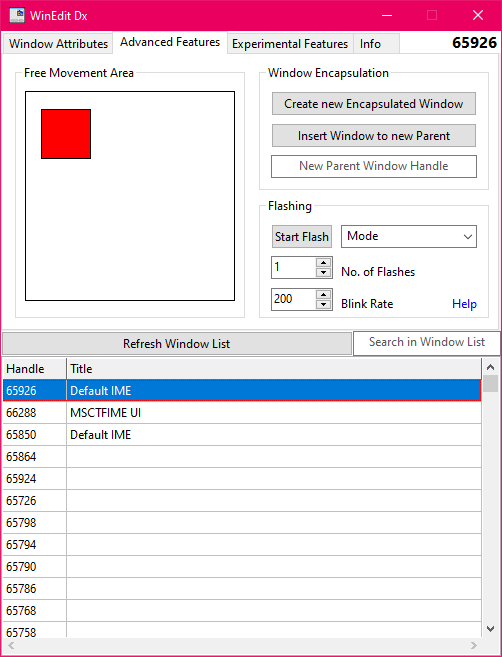 WinEdit Dx
Window Attributes Advanced Features Experimental Features Info 65926
Free Movement Area
Window Encapsulation
Create new Encapsulated Window
Insert Window to new Parent
New Parent Window Handle
Flashing
Start Flash Mode
1 No. of Flashes
200 Blink Rate Help
Refresh Window List Search in Window List
Handle Title
65926 Default IME
66288 MSCTFIME UI
65850 Default IME
65864
65924
65726
65798
65794
65790
65786
65768
65758